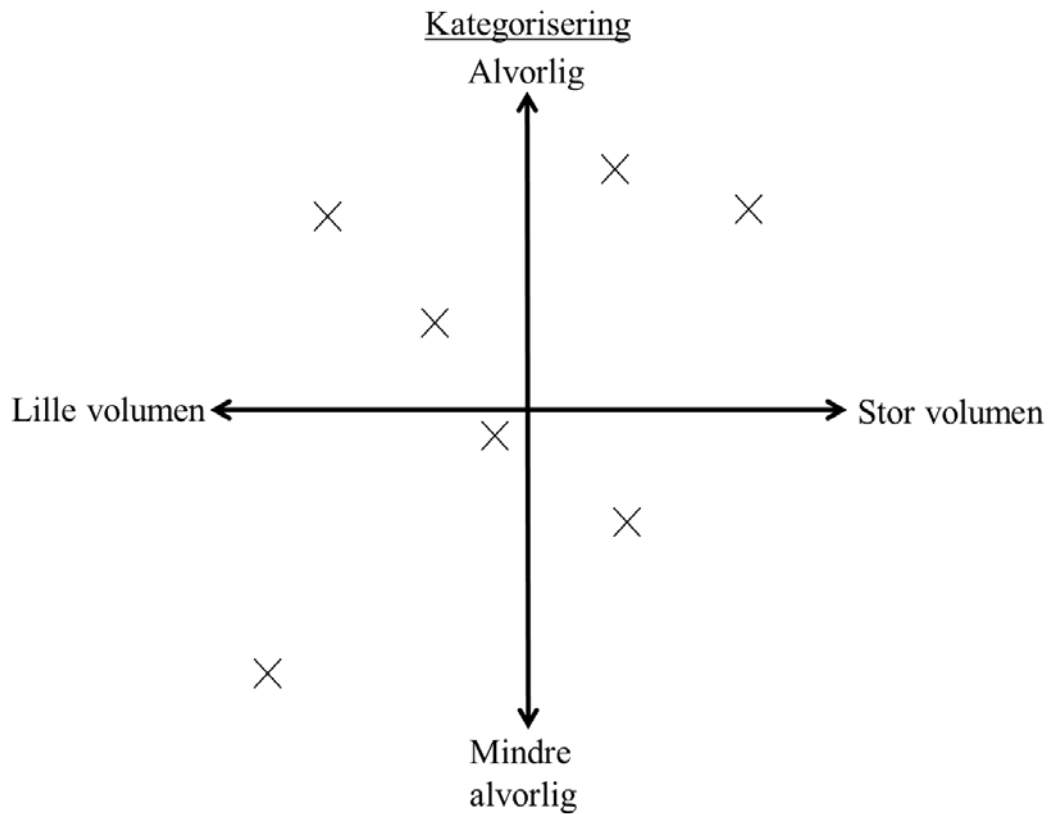 Kategorisering
Alvorlig
Lille volumen
Stor volumen
Mindre
alvorlig